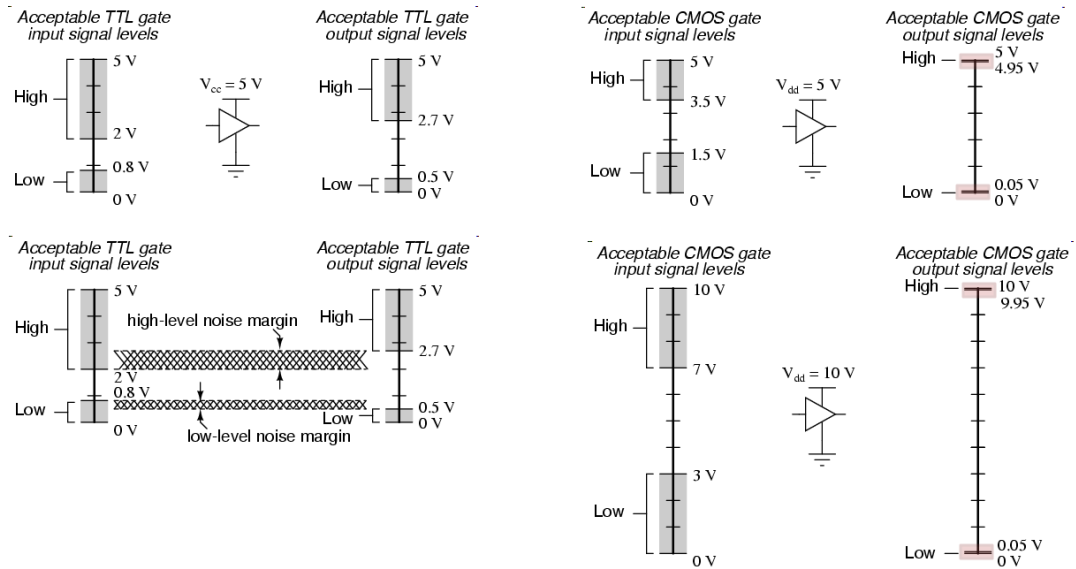 Acceptable TTL gate
input signal levels
5 V
High
2 V
0.8 V
Low
0 V
Vcc = 5 V
Acceptable TTL gate
output signal levels
5 V
High
2.7 V
0.5 V
Low
0 V
Acceptable CMOS gate
input signal levels
5 V
High
3.5 V
1.5 V
Low
0 V
Vdd = 5 V
Acceptable CMOS gate
output signal levels
5 V
High
4.95 V
0.05 V
Low
0 V
Acceptable TTL gate
input signal levels
5 V
High
2 V
0.8 V
Low
0 V
high-level noise margin
low-level noise margin
Acceptable TTL gate
output signal levels
5 V
High
2.7 V
0.5 V
Low
0 V
Acceptable CMOS gate
input signal levels
10 V
High
7 V
3 V
Low
0 V
Vdd = 10 V
Acceptable CMOS gate
output signal levels
High
10 V
9.95 V
0.05 V
Low
0 V